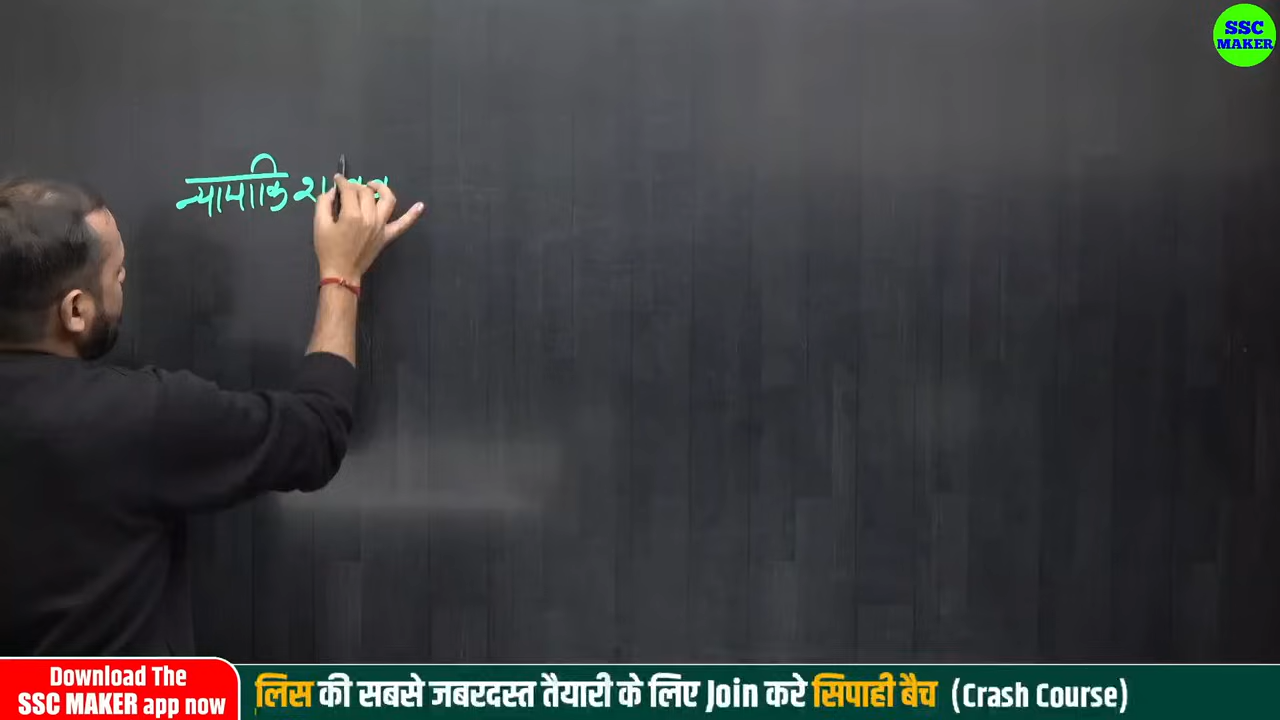 SSC
MAKER
Download The
SSC MAKER app now
लिस की सबसे जबरदस्त तैयारी के लिए Join करे सिपाही बैच (Crash Course)